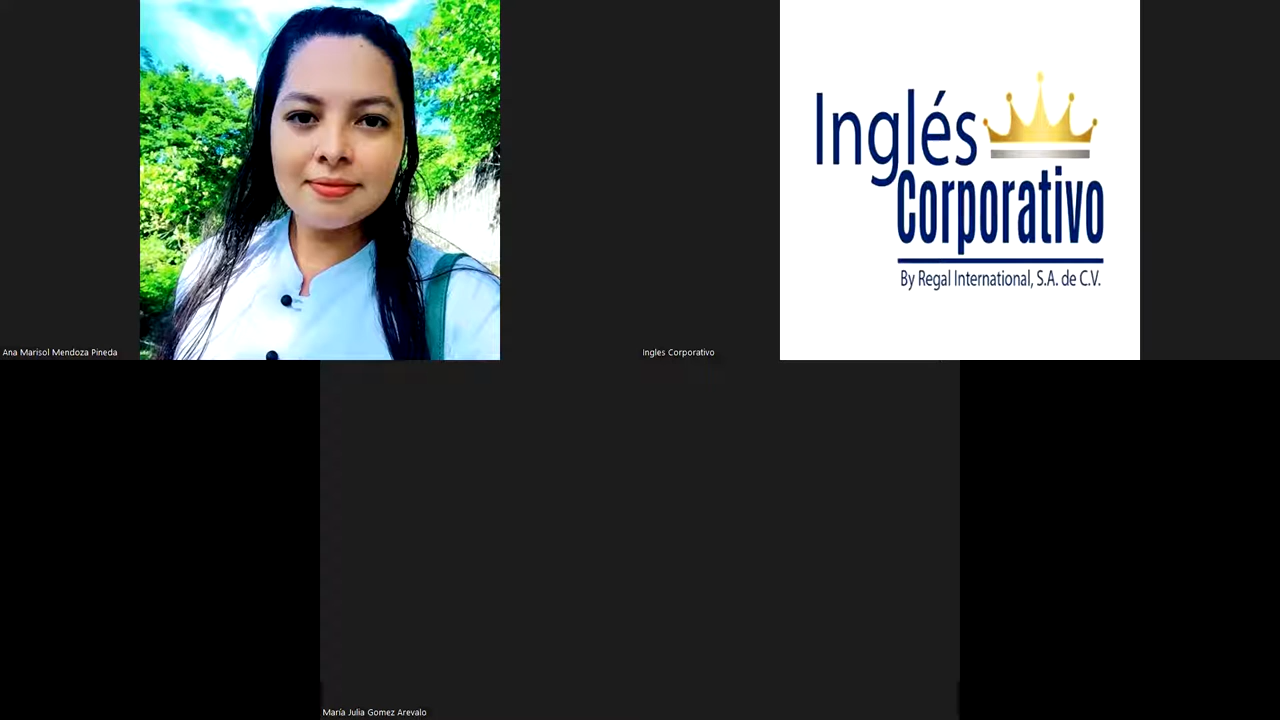 Inglés
Corporativo
By Regal International, S.A. de C.V.
Ana Marisol Mendoza Pineda
Ingles Corporativo
María Julia Gomez Arevalo